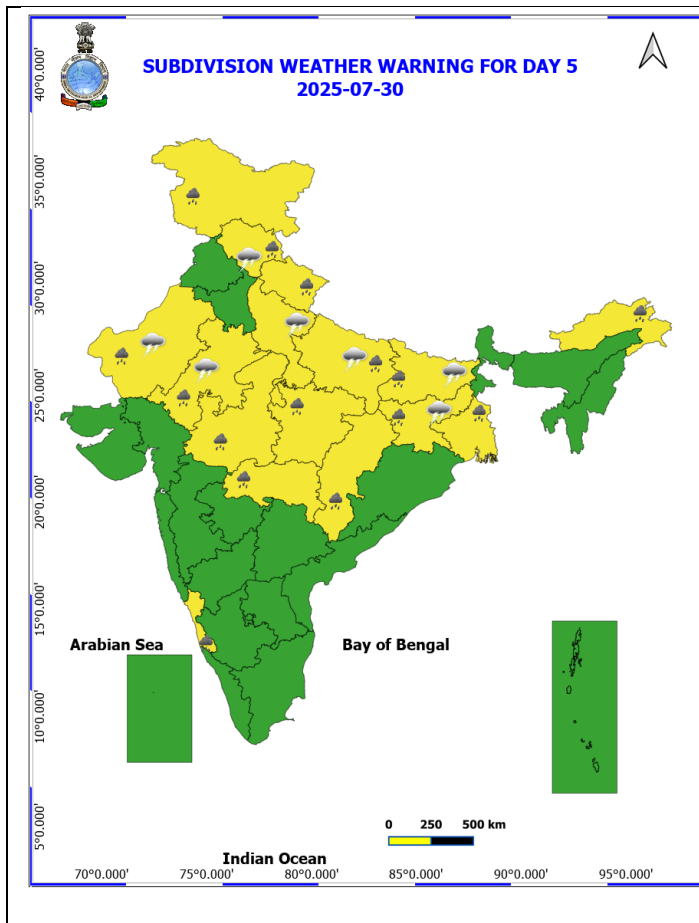 SUBDIVISION WEATHER WARNING FOR DAY 5
2025-07-30
40°0.000'
35°0.000'
30°0.000'
25°0.000'
20°0.000'
15°0.000'
10°0.000'
5°0.000'
Arabian Sea
Bay of Bengal
0 250 500 km
Indian Ocean
70°0.000' 75°0.000' 80°0.000' 85°0.000' 90°0.000' 95°0.000'